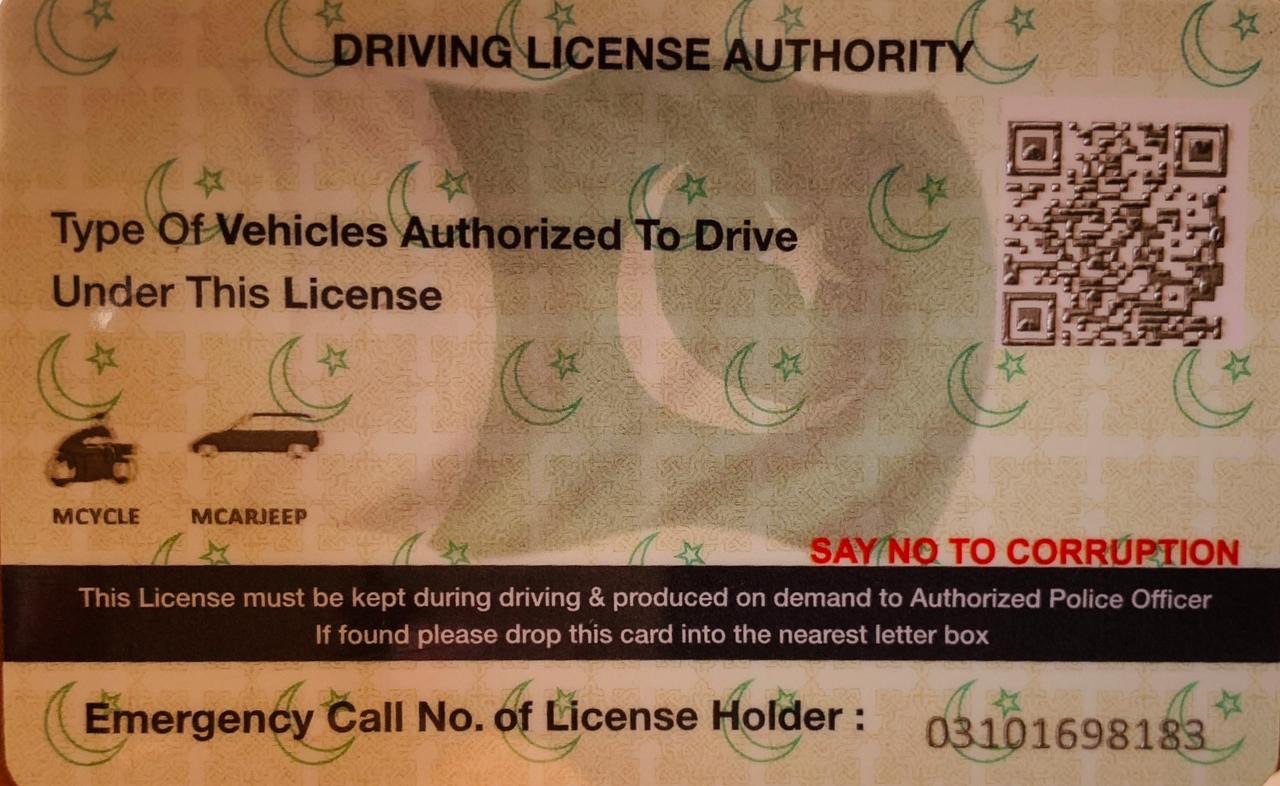 DRIVING LICENSE AUTHORITY
Type Of Vehicles Authorized To Drive
Under This License
MCYCLE MCARJEEP
SAY NO TO CORRUPTION
This License must be kept during driving & produced on demand to Authorized Police Officer
If found please drop this card into the nearest letter box
Emergency Call No. of License Holder : 03101698183